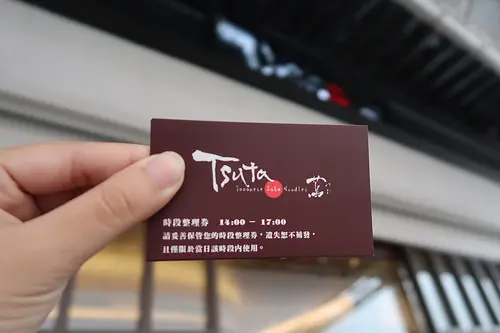 Tsuta 蔦
Japanese Soba Noodles
時段整理券 14:00 － 17:00
請妥善保管您的時段整理券，遺失恕不補發，
且僅限於當日該時段內使用。